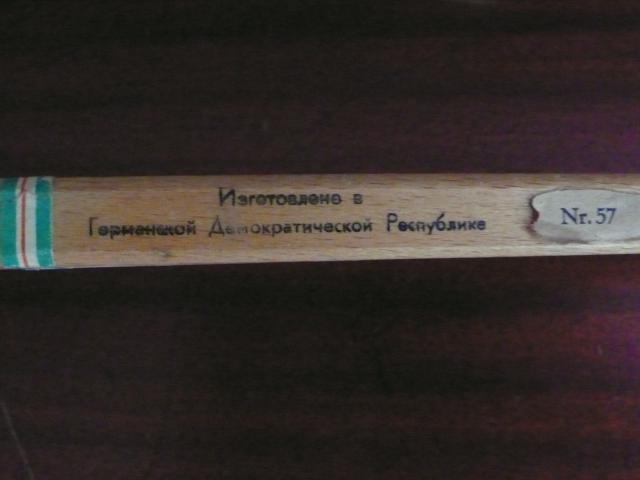 Изготовлено в
Германской Демократической Республике
Nr. 57